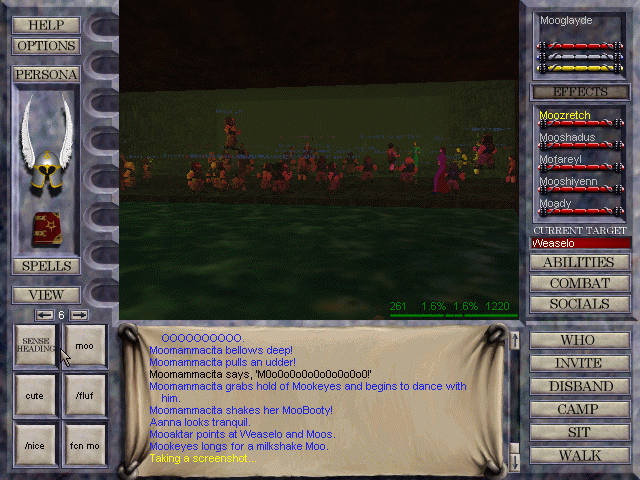 HELP
OPTIONS
PERSONA
SPELLS
VIEW
6
SENSE HEADING
moo
cute
/fluf
/nice
fcn mo
261 1.6% 1.6% 1220
OOOOOOOOOO.
Moomammacita bellows deep!
Moomammacita pulls an udder!
Moomammacita says, 'M0o0o0o0o0o0o0o0o0!'
Moomammacita grabs hold of Mookeyes and begins to dance with
him.
Moomammacita shakes her MooBooty!
Aanna looks tranquil.
Mooaktar points at Weaselo and Moos.
Mookeyes longs for a milkshake Moo.
Taking a screenshot...
Mooglayde
EFFECTS
Moozretch
Mooshadus
Mofareyl
Mooshiyenn
Moady
CURRENT TARGET
Weaselo
ABILITIES
COMBAT
SOCIALS
WHO
INVITE
DISBAND
CAMP
SIT
WALK